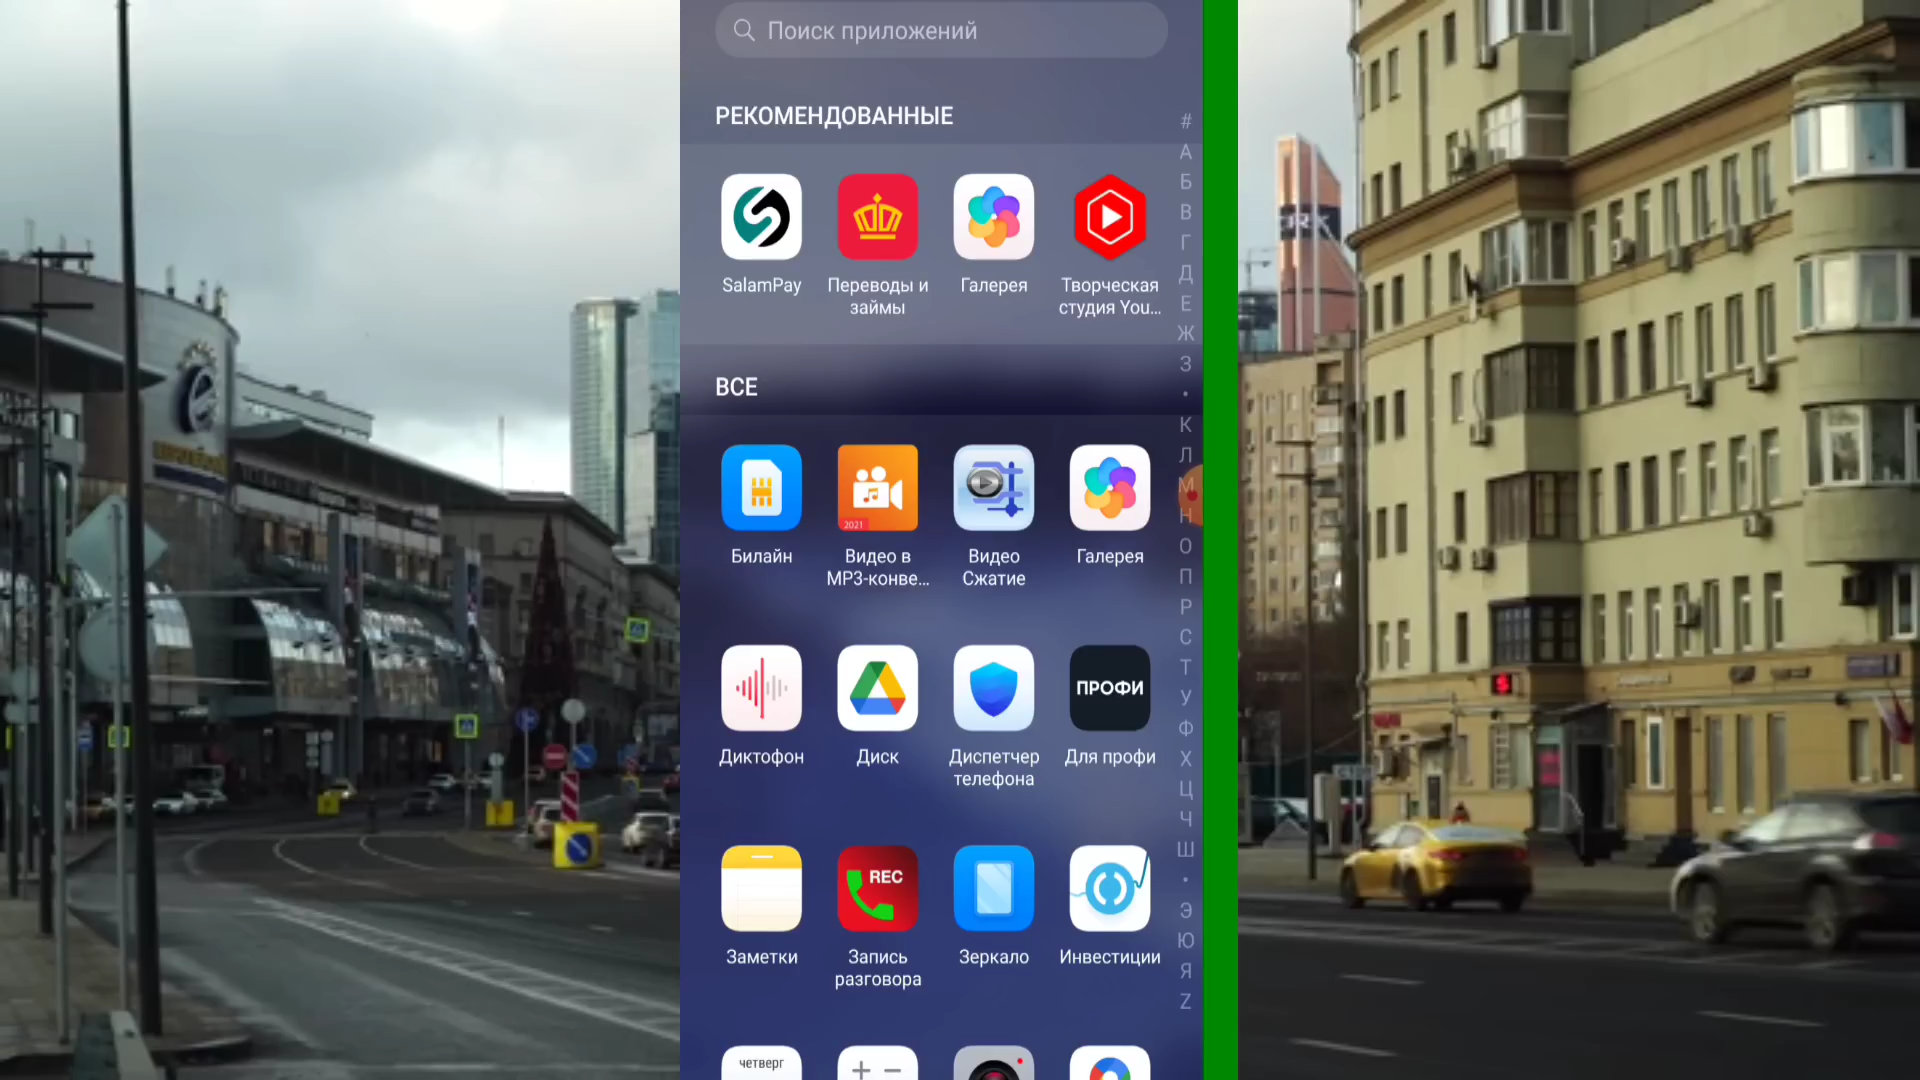 Поиск приложений
РЕКОМЕНДОВАННЫЕ
SalamPay
Переводы и
займы
Галерея
Творческая
студия You...
ВСЕ
2021
Билайн
Видео в
MP3-конве...
Видео
Сжатие
Галерея
ПРОФИ
Диктофон
Диск
Диспетчер
телефона
Для профи
REC
Заметки
Запись
разговора
Зеркало
Инвестиции
четверг
#
А
Б
В
Г
Д
Е
Ж
З
•
К
Л
М
Н
О
П
Р
С
Т
У
Ф
Х
Ц
Ч
Ш
•
Э
Ю
Я
Z